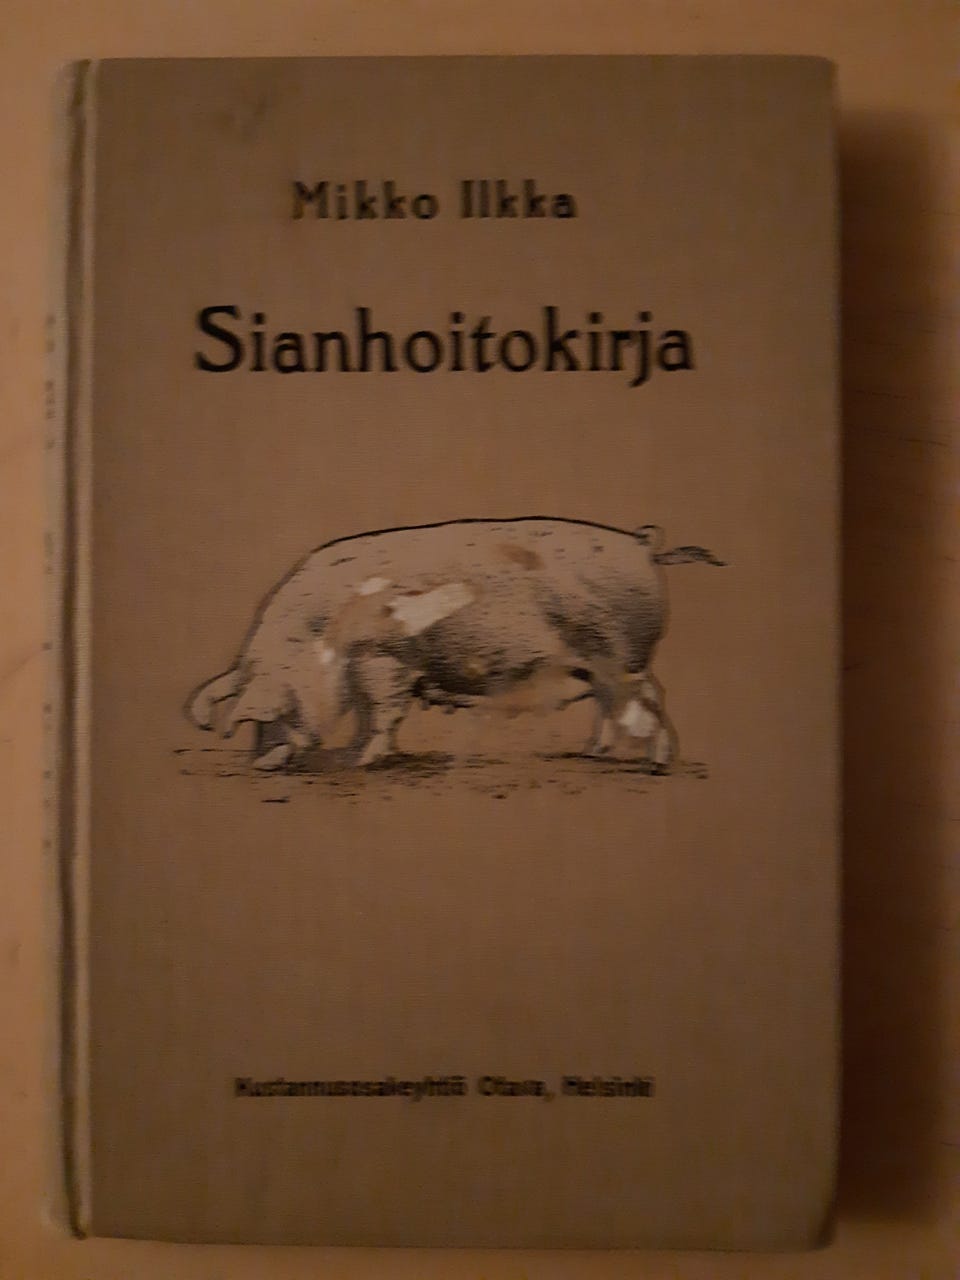 Mikko Ilkka
Sianhoitokirja
Kustannusosakeyhtiö Otava, Helsinki